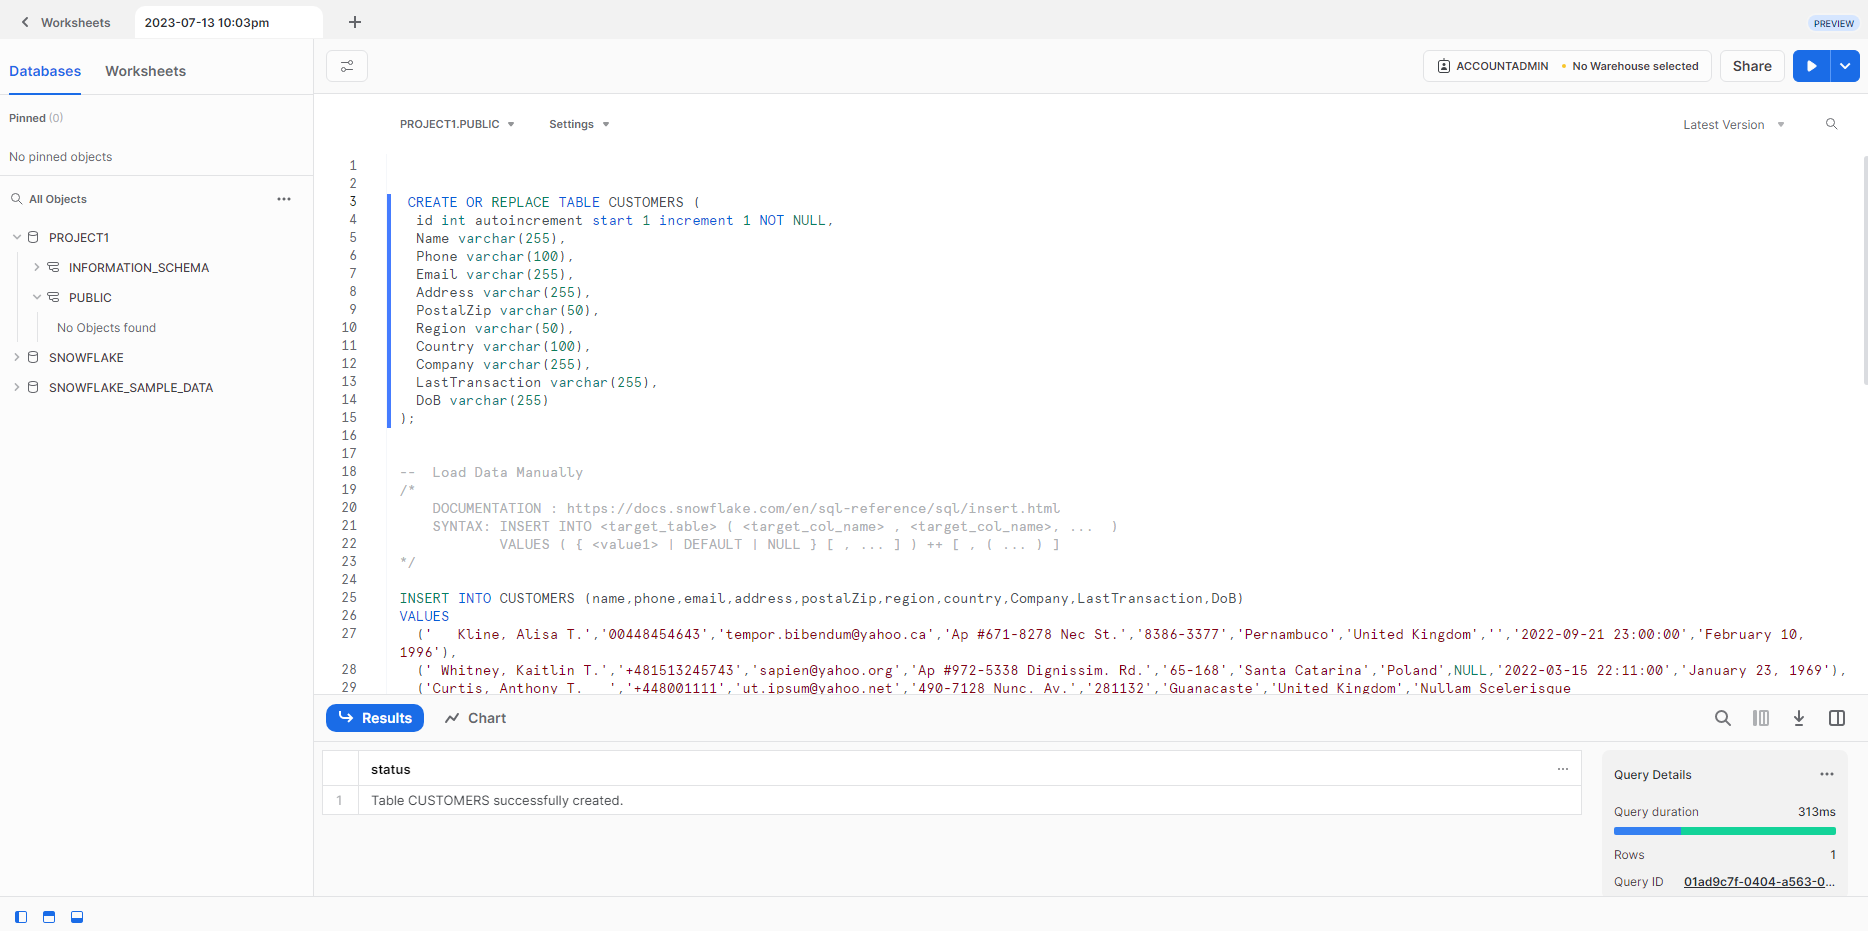 Worksheets
2023-07-13 10:03pm
PREVIEW
Databases
Worksheets
Pinned (0)
No pinned objects
All Objects
PROJECT1
INFORMATION_SCHEMA
PUBLIC
No Objects found
SNOWFLAKE
SNOWFLAKE_SAMPLE_DATA
ACCOUNTADMIN
No Warehouse selected
Share
PROJECT1.PUBLIC
Settings
Latest Version
1
2
3 CREATE OR REPLACE TABLE CUSTOMERS (
4 id int autoincrement start 1 increment 1 NOT NULL,
5 Name varchar(255),
6 Phone varchar(100),
7 Email varchar(255),
8 Address varchar(255),
9 PostalZip varchar(50),
10 Region varchar(50),
11 Country varchar(100),
12 Company varchar(255),
13 LastTransaction varchar(255),
14 DoB varchar(255)
15 );
16
17
18 -- Load Data Manually
19 /*
20 DOCUMENTATION : https://docs.snowflake.com/en/sql-reference/sql/insert.html
21 SYNTAX: INSERT INTO <target_table> ( <target_col_name> , <target_col_name>, ... )
22 VALUES ( { <value1> | DEFAULT | NULL } [ , ... ] ) ++ [ , ( ... ) ]
23 */
24
25 INSERT INTO CUSTOMERS (name,phone,email,address,postalZip,region,country,Company,LastTransaction,DoB)
26 VALUES
27 ('   Kline, Alisa T.','00448454643','tempor.bibendum@yahoo.ca','Ap #671-8278 Nec St.','8386-3377','Pernambuco','United Kingdom','','2022-09-21 23:00:00','February 10,
1996'),
28 (' Whitney, Kaitlin T.','+481513245743','sapien@yahoo.org','Ap #972-5338 Dignissim. Rd.','65-168','Santa Catarina','Poland',NULL,'2022-03-15 22:11:00','January 23, 1969'),
29 ('Curtis, Anthony T.   ','+448001111','ut.ipsum@yahoo.net','490-7128 Nunc. Av.','281132','Guanacaste','United Kingdom','Nullam Scelerisque
Results
Chart
status
1 Table CUSTOMERS successfully created.
Query Details
Query duration 313ms
Rows 1
Query ID 01ad9c7f-0404-a563-0...